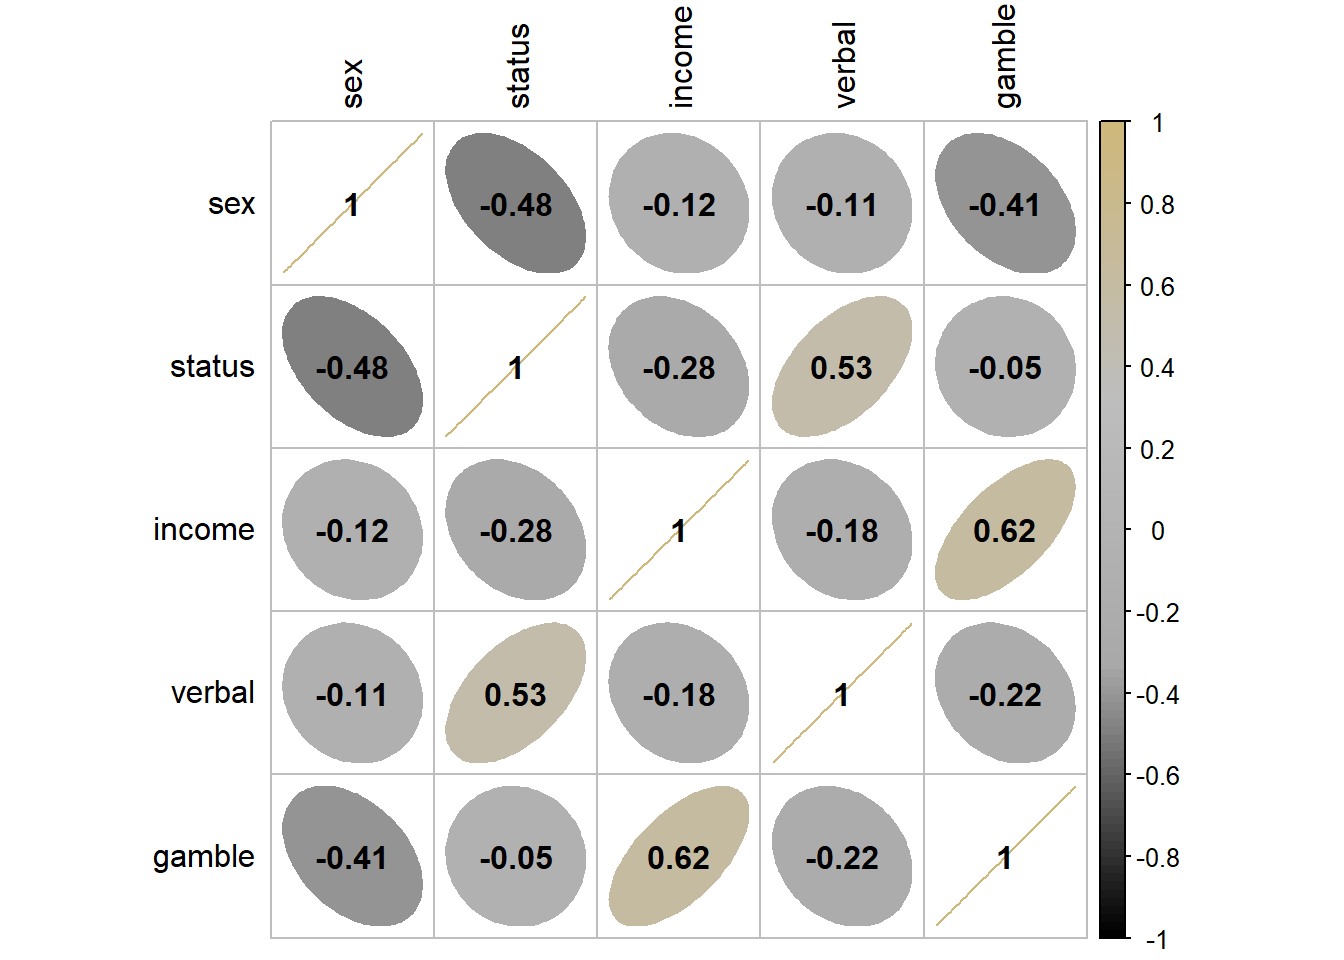 sex status income verbal gamble
sex 1 -0.48 -0.12 -0.11 -0.41
status -0.48 1 -0.28 0.53 -0.05
income -0.12 -0.28 1 -0.18 0.62
verbal -0.11 0.53 -0.18 1 -0.22
gamble -0.41 -0.05 0.62 -0.22 1
1
0.8
0.6
0.4
0.2
0
-0.2
-0.4
-0.6
-0.8
-1